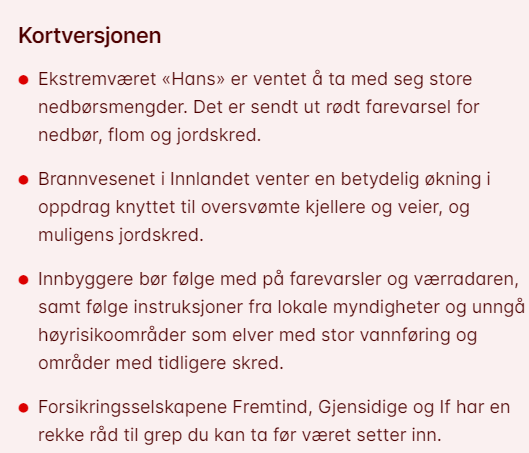 Kortversjonen
Ekstremværet «Hans» er ventet å ta med seg store
nedbørsmengder. Det er sendt ut rødt farevarsel for
nedbør, flom og jordskred.
Brannvesenet i Innlandet venter en betydelig økning i
oppdrag knyttet til oversvømte kjellere og veier, og
muligens jordskred.
Innbyggere bør følge med på farevarsler og værradaren,
samt følge instruksjoner fra lokale myndigheter og unngå
høyrisikoområder som elver med stor vannføring og
områder med tidligere skred.
Forsikringsselskapene Fremtind, Gjensidige og If har en
rekke råd til grep du kan ta før været setter inn.